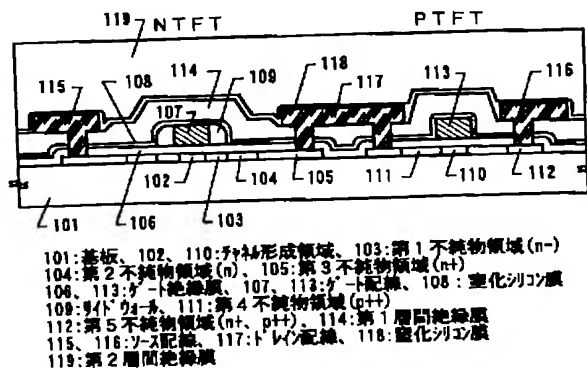 119 NTFT PTFT
115 108 114 109 118 117 113 116
107
102 104 105 111 112
101 106 103 110
101:基板、102、110:チャネル形成領域、103:第1不純物領域(n-)
104:第2不純物領域(n)、105:第3不純物領域(n+)
106、113:ゲート絶縁膜、107、113:ゲート配線、108:窒化シリコン膜
109:サイドウォール、111:第4不純物領域(p++)
112:第5不純物領域(n+、p++)、114:第1層間絶縁膜
115、116:ソース配線、117:ドレイン配線、118:窒化シリコン膜
119:第2層間絶縁膜